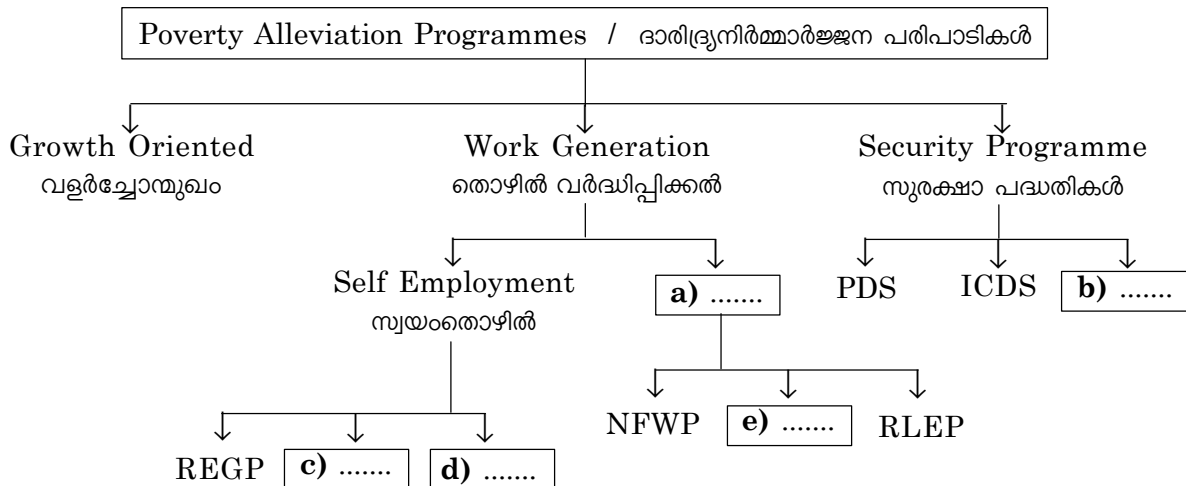 Poverty Alleviation Programmes / ദാരിദ്ര്യനിർമ്മാർജ്ജന പരിപാടികൾ
Growth Oriented
വളർച്ചോന്മുഖം
Work Generation
തൊഴിൽ വർദ്ധിപ്പിക്കൽ
Security Programme
സുരക്ഷാ പദ്ധതികൾ
Self Employment
സ്വയംതൊഴിൽ
a) .......
PDS
ICDS
b) .......
REGP
c) .......
d) .......
NFWP
e) .......
RLEP